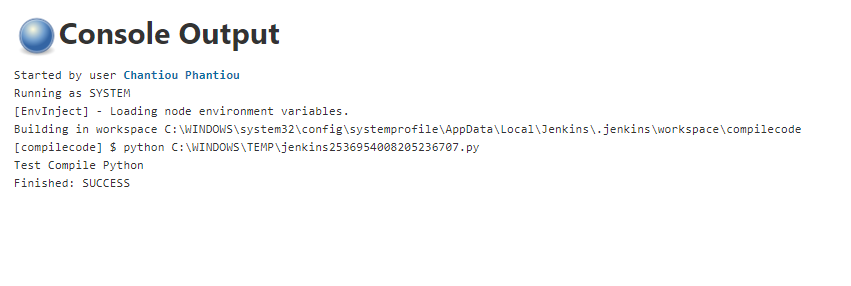 Console Output
Started by user Chantiou Phantiou
Running as SYSTEM
[EnvInject] - Loading node environment variables.
Building in workspace C:\WINDOWS\system32\config\systemprofile\AppData\Local\Jenkins\.jenkins\workspace\compilecode
[compilecode] $ python C:\WINDOWS\TEMP\jenkins2536954008205236707.py
Test Compile Python
Finished: SUCCESS